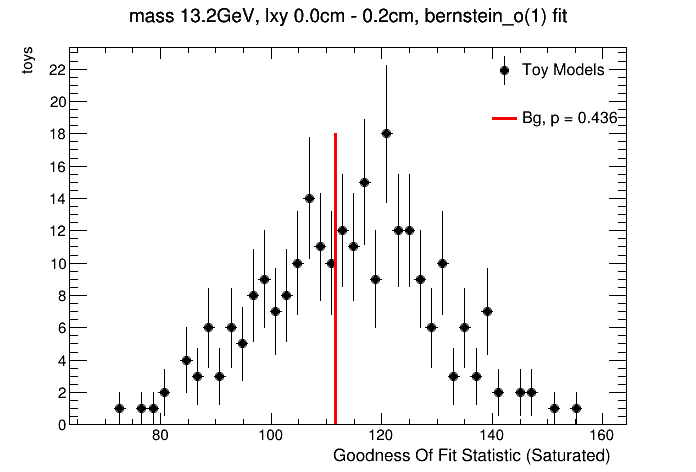 mass 13.2GeV, lxy 0.0cm - 0.2cm, bernstein_o(1) fit
toys
22
20
18
16
14
12
10
8
6
4
2
0
Toy Models
Bg, p = 0.436
80 100 120 140 160
Goodness Of Fit Statistic (Saturated)